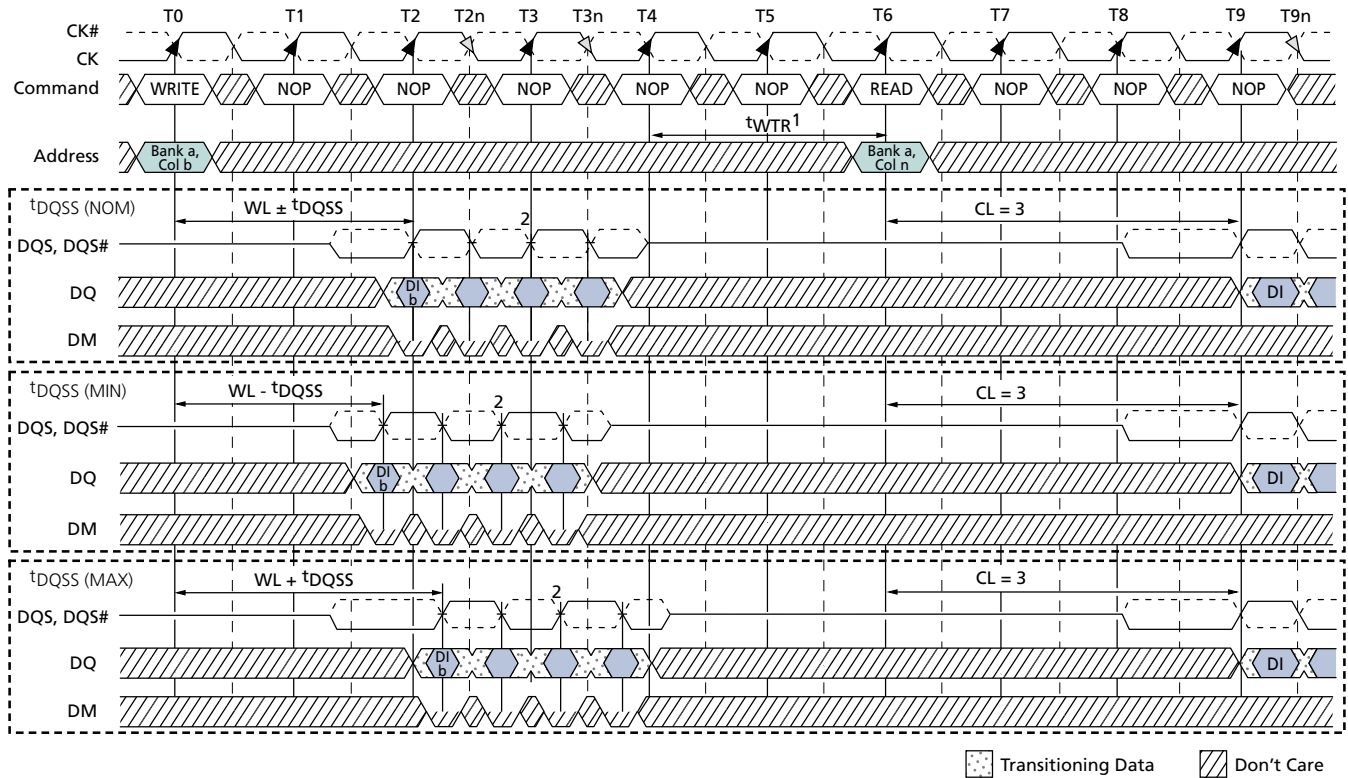 T0 T1 T2 T2n T3 T3n T4 T5 T6 T7 T8 T9 T9n
CK#
CK
Command WRITE NOP NOP NOP NOP NOP READ NOP NOP NOP
tWTR1
Address Bank a, Col b Bank a, Col n
tDQSS (NOM) WL ± tDQSS 2 CL = 3
DQS, DQS#
DQ DI b DI
DM
tDQSS (MIN) WL - tDQSS 2 CL = 3
DQS, DQS#
DQ DI b DI
DM
tDQSS (MAX) WL + tDQSS 2 CL = 3
DQS, DQS#
DQ DI b DI
DM
Transitioning Data Don't Care